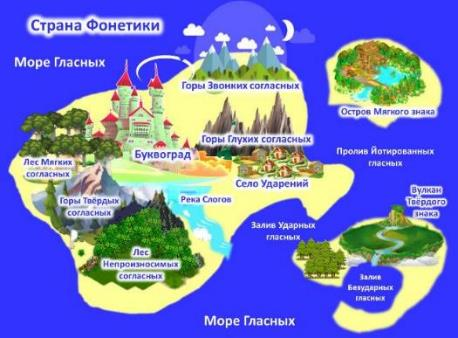 Страна Фонетики
Море Гласных
Горы Звонких согласных
Остров Мягкого знака
Горы Глухих согласных
Буквоград
Пролив Йотированных
гласных
Лес Мягких
согласных
Село Ударений
Вулкан
Твёрдого
знака
Горы Твёрдых
согласных
Река Слогов
Залив Ударных
гласных
Лес
Непроизносимых
согласных
Залив
Безударных
гласных
Море Гласных